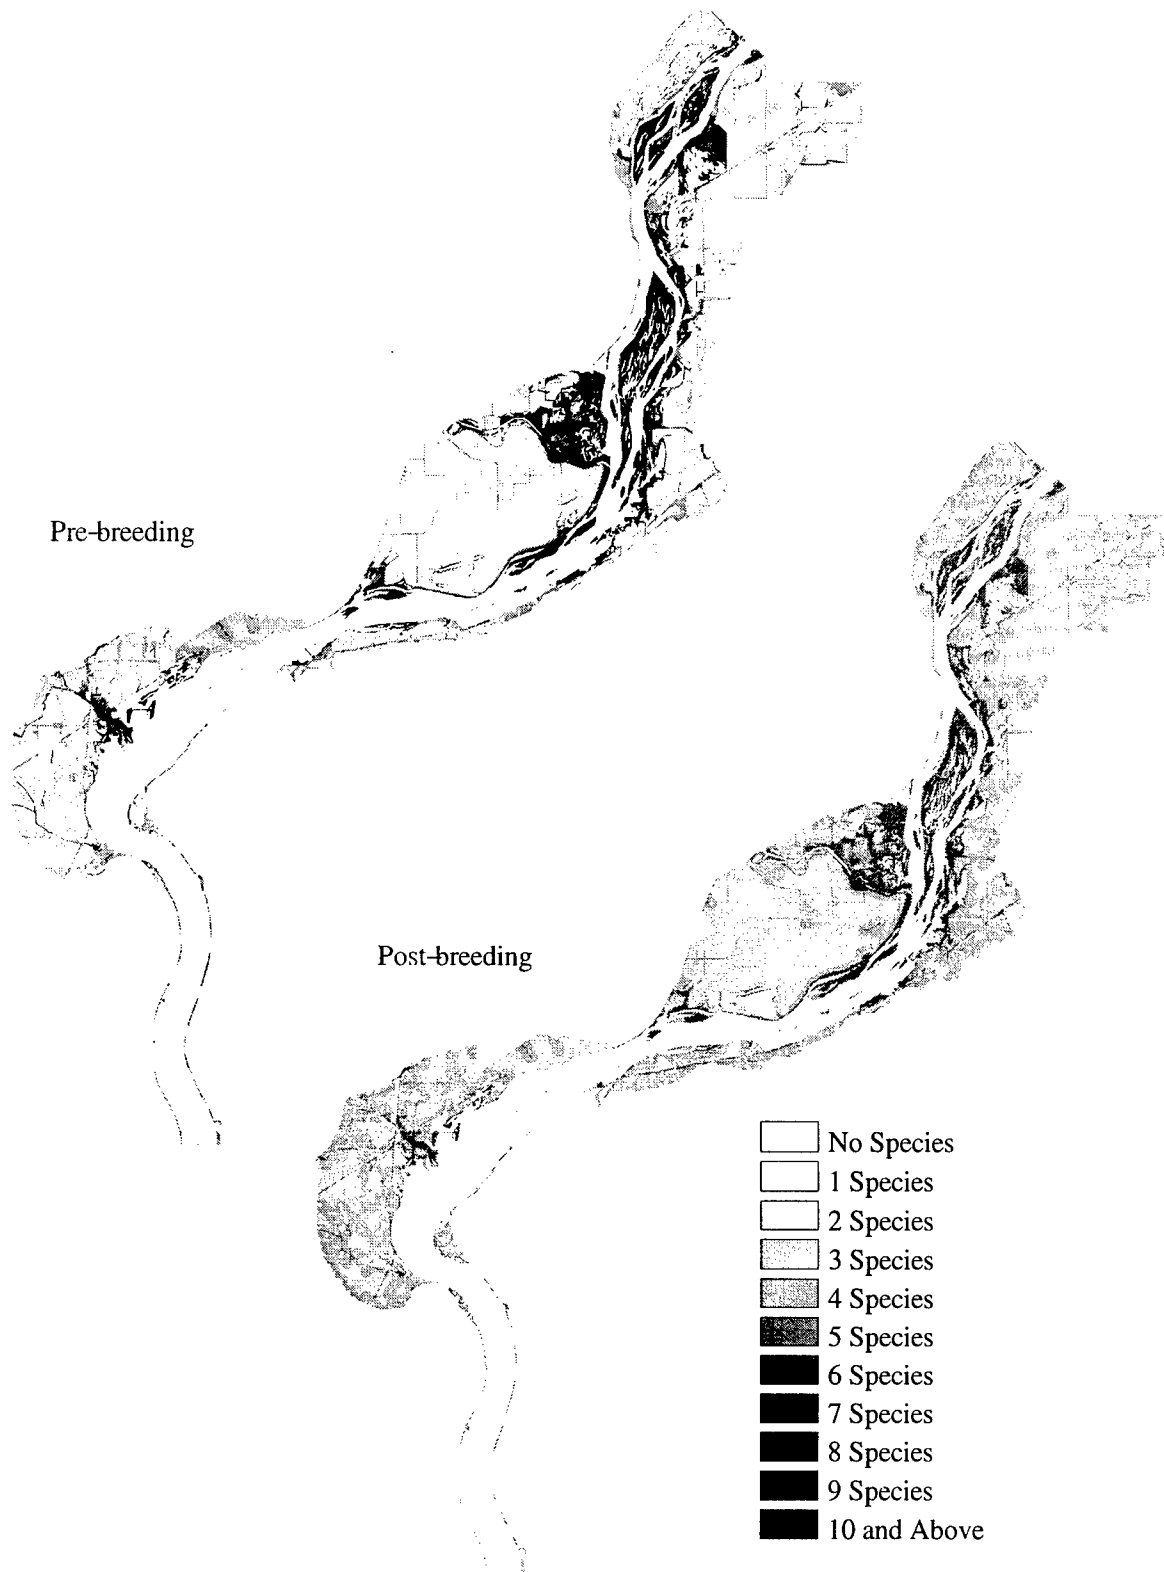 Pre-breeding
Post-breeding
No Species
1 Species
2 Species
3 Species
4 Species
5 Species
6 Species
7 Species
8 Species
9 Species
10 and Above